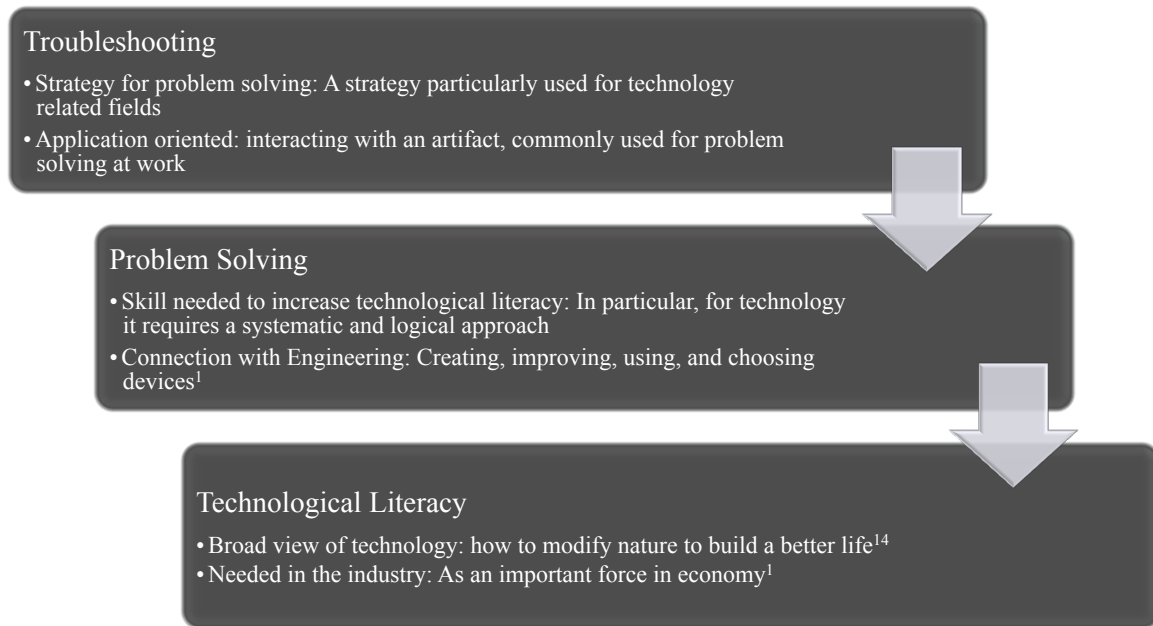 Troubleshooting
• Strategy for problem solving: A strategy particularly used for technology
related fields
• Application oriented: interacting with an artifact, commonly used for problem
solving at work
Problem Solving
• Skill needed to increase technological literacy: In particular, for technology
it requires a systematic and logical approach
• Connection with Engineering: Creating, improving, using, and choosing
devices¹
Technological Literacy
• Broad view of technology: how to modify nature to build a better life¹⁴
• Needed in the industry: As an important force in economy¹